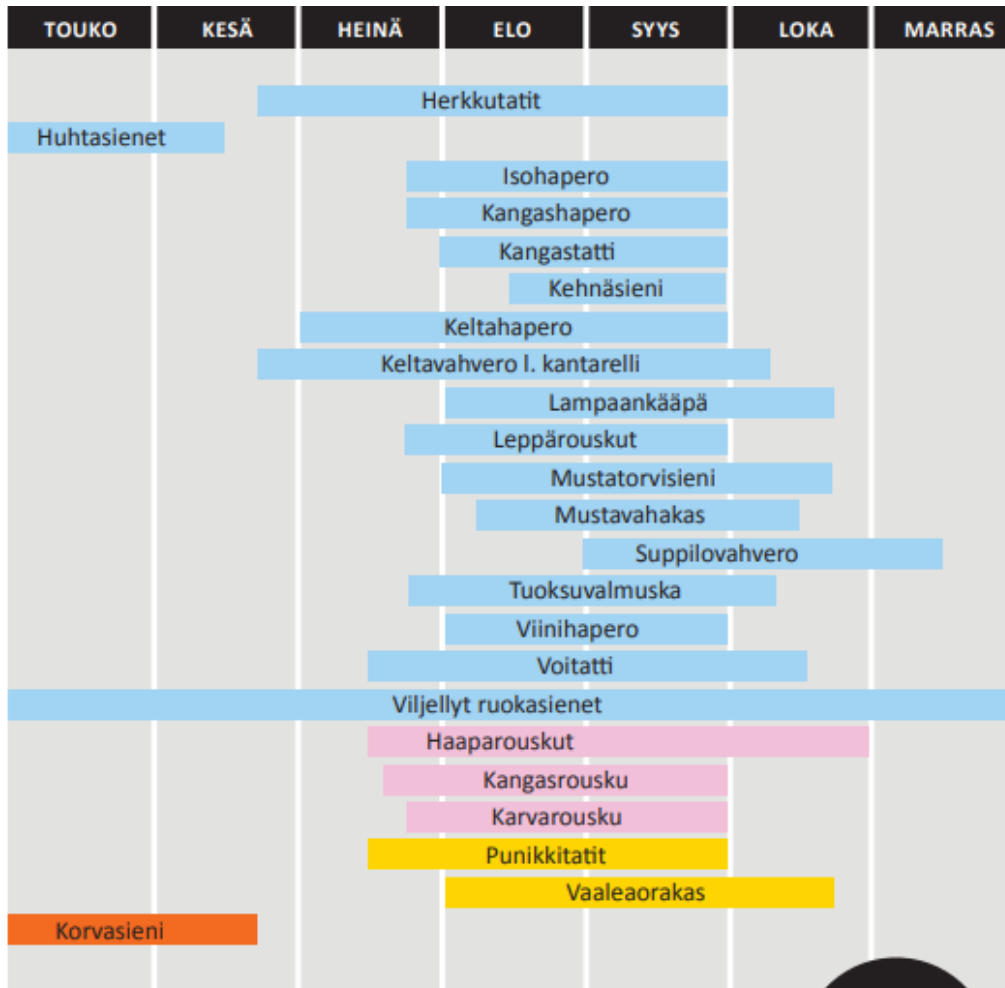 TOUKO KESÄ HEINÄ ELO SYYS LOKA MARRAS
Herkkutatit
Huhtasienet
Isohapero
Kangashapero
Kangastatti
Kehnäsieni
Keltahapero
Keltavahvero l. kantarelli
Lampaankääpä
Leppärouskut
Mustatorvisieni
Mustavahakas
Suppilovahvero
Tuoksuvalmuska
Viinihapero
Voitatti
Viljellyt ruokasienet
Haaparouskut
Kangasrousku
Karvarousku
Punikkitatit
Vaaleaorakas
Korvasieni